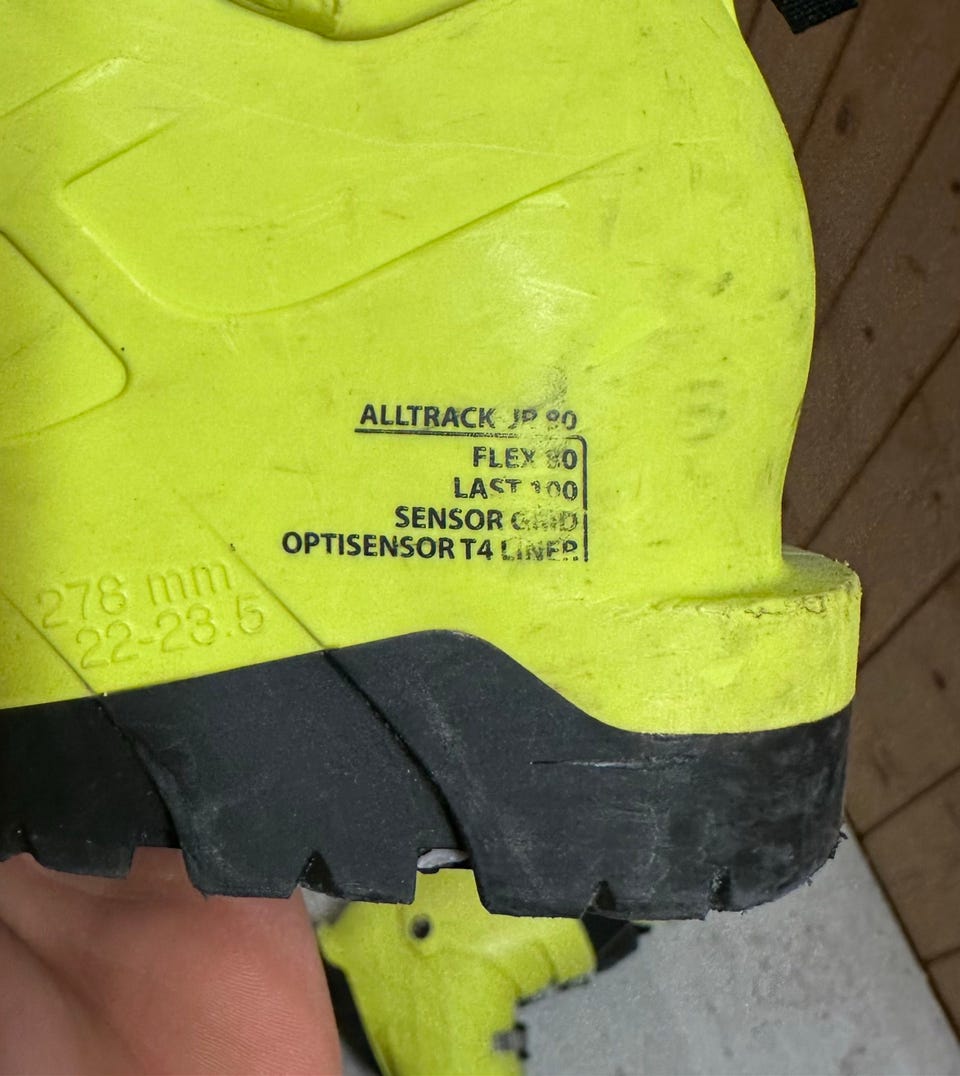 ALLTRACK JR 80
FLEX 80
LAST 100
SENSOR GRID
OPTISENSOR T4 LINER
278 mm
22-23.5